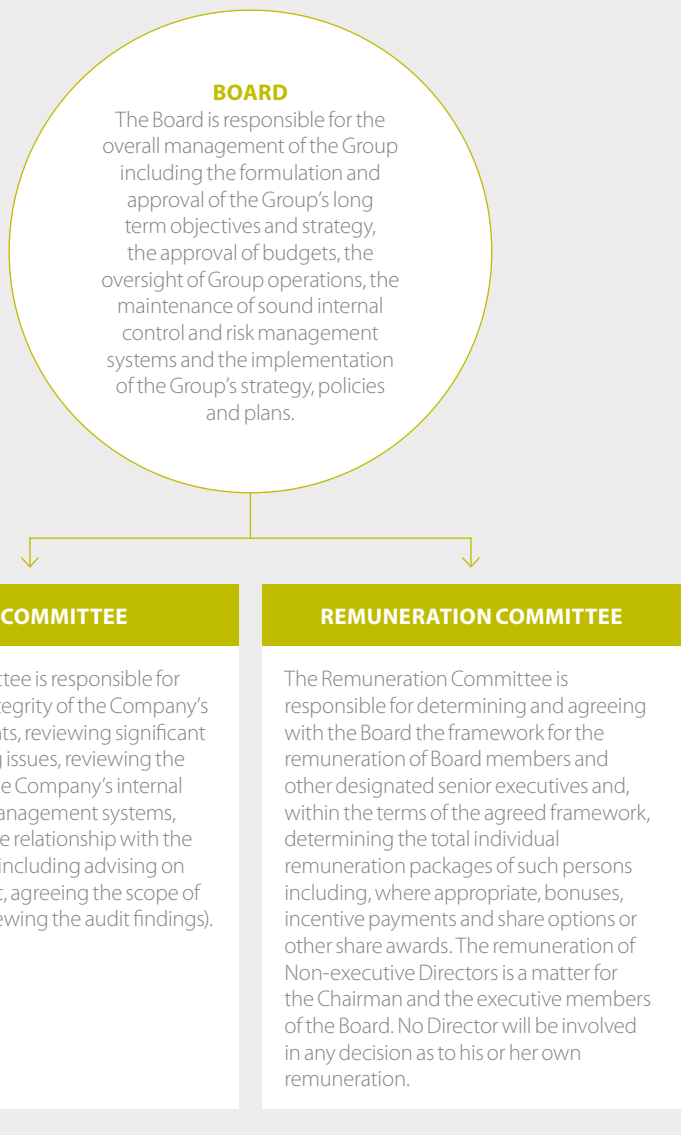 BOARD
The Board is responsible for the
overall management of the Group
including the formulation and
approval of the Group's long
term objectives and strategy,
the approval of budgets, the
oversight of Group operations, the
maintenance of sound internal
control and risk management
systems and the implementation
of the Group's strategy, policies
and plans.
COMMITTEE
is responsible for
of the Company's
reviewing significant
issues, reviewing the
Company's internal
systems,
relationship with the
including advising on
agreeing the scope of
the audit findings).
REMUNERATION COMMITTEE
The Remuneration Committee is
responsible for determining and agreeing
with the Board the framework for the
remuneration of Board members and
other designated senior executives and,
within the terms of the agreed framework,
determining the total individual
remuneration packages of such persons
including, where appropriate, bonuses,
incentive payments and share options or
other share awards. The remuneration of
Non-executive Directors is a matter for
the Chairman and the executive members
of the Board. No Director will be involved
in any decision as to his or her own
remuneration.